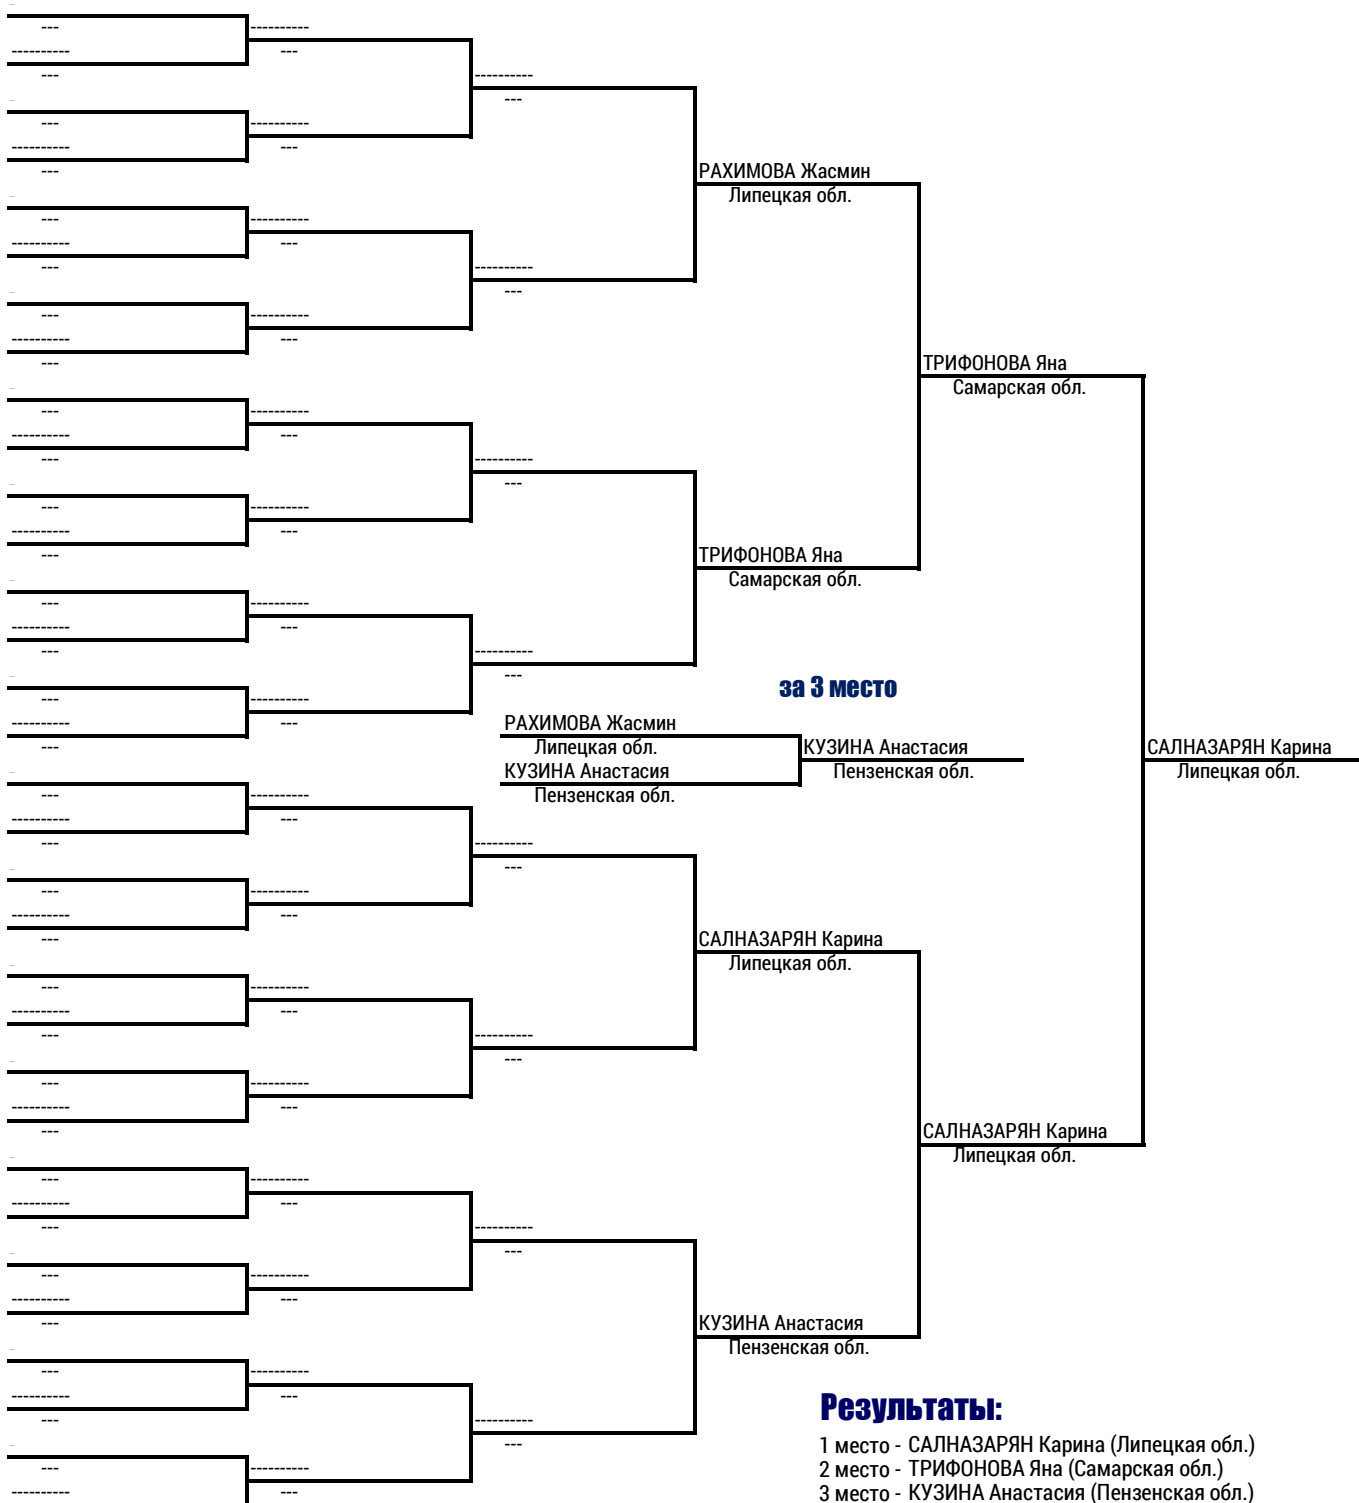 РАХИМОВА Жасмин
Липецкая обл.
ТРИФОНОВА Яна
Самарская обл.
ТРИФОНОВА Яна
Самарская обл.
за 3 место
РАХИМОВА Жасмин
Липецкая обл.
КУЗИНА Анастасия
Пензенская обл.
КУЗИНА Анастасия
Пензенская обл.
САЛНАЗАРЯН Карина
Липецкая обл.
САЛНАЗАРЯН Карина
Липецкая обл.
САЛНАЗАРЯН Карина
Липецкая обл.
КУЗИНА Анастасия
Пензенская обл.
Результаты:
1 место - САЛНАЗАРЯН Карина (Липецкая обл.)
2 место - ТРИФОНОВА Яна (Самарская обл.)
3 место - КУЗИНА Анастасия (Пензенская обл.)